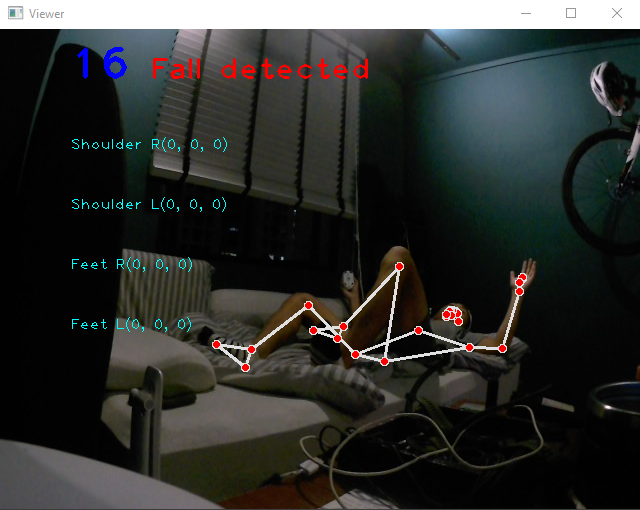 Viewer
16 Fall detected
Shoulder R(0, 0, 0)
Shoulder L(0, 0, 0)
Feet R(0, 0, 0)
Feet L(0, 0, 0)